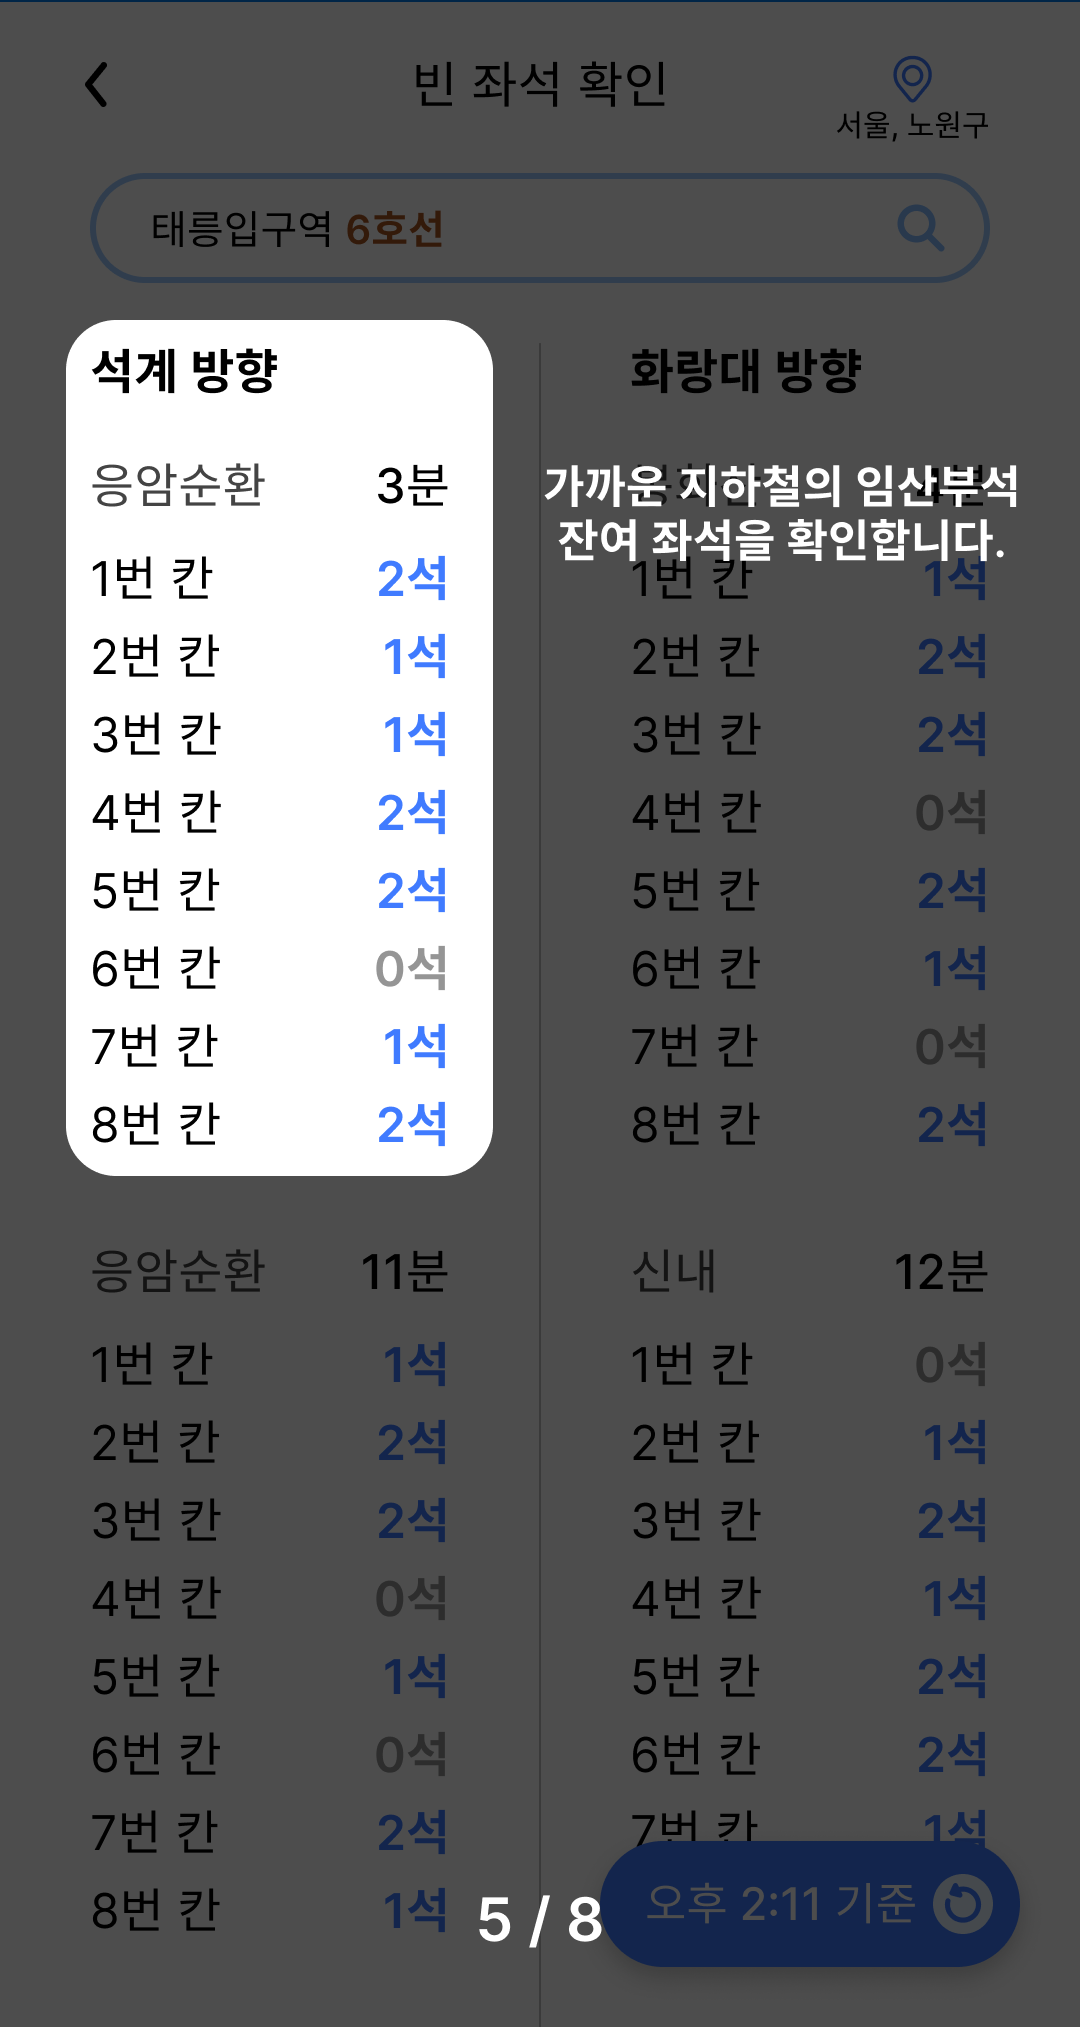 빈 좌석 확인
서울, 노원구
태릉입구역 6호선
석계 방향
응암순환 3분
1번 칸 2석
2번 칸 1석
3번 칸 1석
4번 칸 2석
5번 칸 2석
6번 칸 0석
7번 칸 1석
8번 칸 2석
응암순환 11분
1번 칸 1석
2번 칸 2석
3번 칸 2석
4번 칸 0석
5번 칸 1석
6번 칸 0석
7번 칸 2석
8번 칸 1석
화랑대 방향
4분
가까운 지하철의 임산부석
잔여 좌석을 확인합니다.
1번 칸 1석
2번 칸 2석
3번 칸 2석
4번 칸 0석
5번 칸 2석
6번 칸 1석
7번 칸 0석
8번 칸 2석
신내 12분
1번 칸 0석
2번 칸 1석
3번 칸 2석
4번 칸 1석
5번 칸 2석
6번 칸 2석
7번 칸 1석
5 / 8
오후 2:11 기준